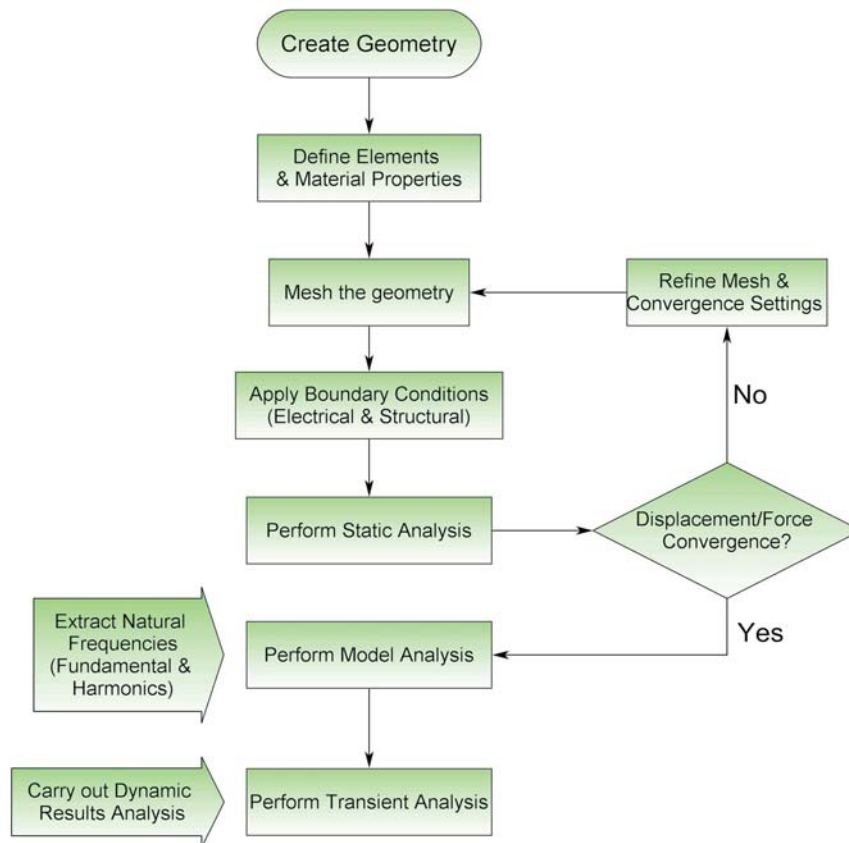 Create Geometry
Define Elements
& Material Properties
Mesh the geometry
Refine Mesh &
Convergence Settings
Apply Boundary Conditions
(Electrical & Structural)
No
Perform Static Analysis
Displacement/Force
Convergence?
Yes
Extract Natural
Frequencies
(Fundamental &
Harmonics)
Perform Model Analysis
Carry out Dynamic
Results Analysis
Perform Transient Analysis